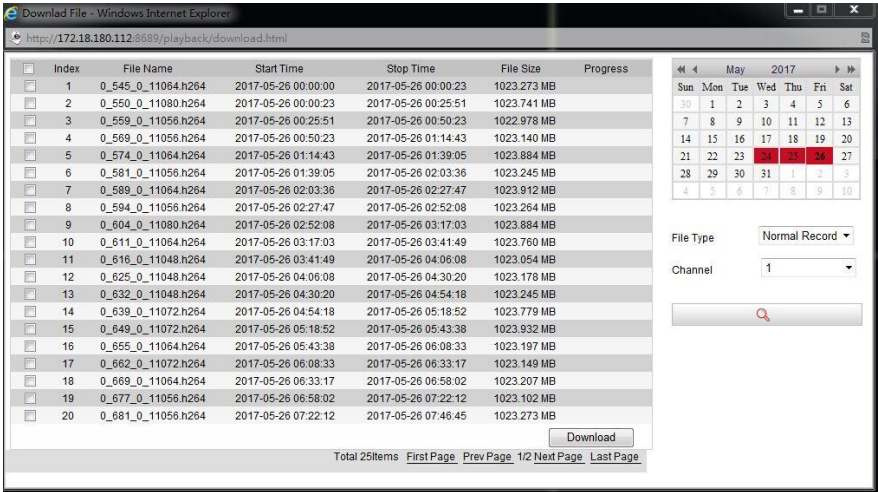 Downlad File - Windows Internet Explorer
http://172.18.180.112:8689/playback/download.html
Index File Name Start Time Stop Time File Size Progress
1 0_545_0_11064.h264 2017-05-26 00:00:00 2017-05-26 00:00:23 1023.273 MB
2 0_550_0_11080.h264 2017-05-26 00:00:23 2017-05-26 00:25:51 1023.741 MB
3 0_559_0_11056.h264 2017-05-26 00:25:51 2017-05-26 00:50:23 1022.978 MB
4 0_569_0_11056.h264 2017-05-26 00:50:23 2017-05-26 01:14:43 1023.140 MB
5 0_574_0_11064.h264 2017-05-26 01:14:43 2017-05-26 01:39:05 1023.884 MB
6 0_581_0_11056.h264 2017-05-26 01:39:05 2017-05-26 02:03:36 1023.245 MB
7 0_589_0_11064.h264 2017-05-26 02:03:36 2017-05-26 02:27:47 1023.912 MB
8 0_594_0_11056.h264 2017-05-26 02:27:47 2017-05-26 02:52:08 1023.264 MB
9 0_604_0_11080.h264 2017-05-26 02:52:08 2017-05-26 03:17:03 1023.884 MB
10 0_611_0_11064.h264 2017-05-26 03:17:03 2017-05-26 03:41:49 1023.760 MB
11 0_616_0_11048.h264 2017-05-26 03:41:49 2017-05-26 04:06:08 1023.054 MB
12 0_625_0_11048.h264 2017-05-26 04:06:08 2017-05-26 04:30:20 1023.178 MB
13 0_632_0_11048.h264 2017-05-26 04:30:20 2017-05-26 04:54:18 1023.245 MB
14 0_639_0_11072.h264 2017-05-26 04:54:18 2017-05-26 05:18:52 1023.779 MB
15 0_649_0_11072.h264 2017-05-26 05:18:52 2017-05-26 05:43:38 1023.932 MB
16 0_655_0_11064.h264 2017-05-26 05:43:38 2017-05-26 06:08:33 1023.197 MB
17 0_662_0_11072.h264 2017-05-26 06:08:33 2017-05-26 06:33:17 1023.149 MB
18 0_669_0_11064.h264 2017-05-26 06:33:17 2017-05-26 06:58:02 1023.207 MB
19 0_677_0_11056.h264 2017-05-26 06:58:02 2017-05-26 07:22:12 1023.102 MB
20 0_681_0_11056.h264 2017-05-26 07:22:12 2017-05-26 07:46:45 1023.273 MB
Download
Total 25Items First Page Prev Page 1/2 Next Page Last Page
May 2017
Sun Mon Tue Wed Thu Fri Sat
30 1 2 3 4 5 6
7 8 9 10 11 12 13
14 15 16 17 18 19 20
21 22 23 24 25 26 27
28 29 30 31 1 2 3
4 5 6 7 8 9 10
File Type Normal Record
Channel 1